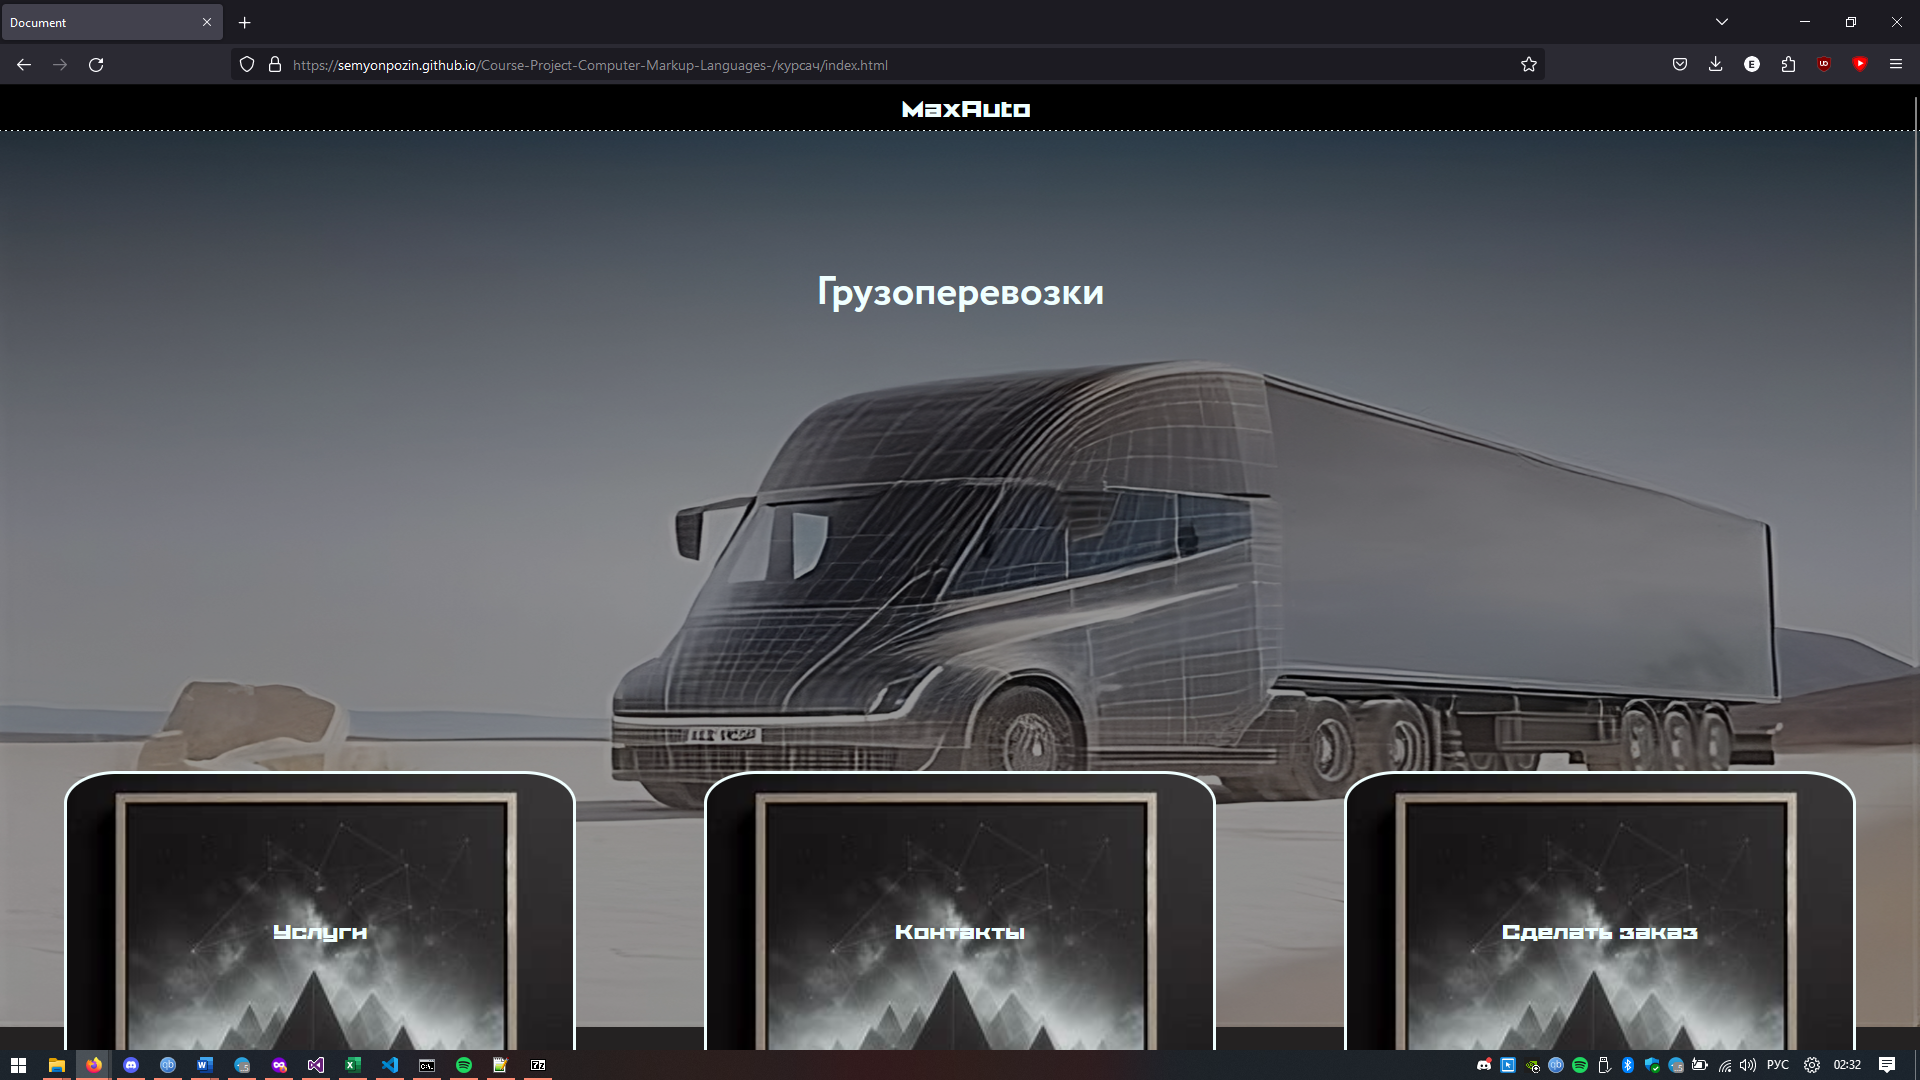 Document
https://semyonpozin.github.io/Course-Project-Computer-Markup-Languages-/курсач/index.html
MaxAuto
Грузоперевозки
Услуги
Контакты
Сделать заказ
РУС
02:32